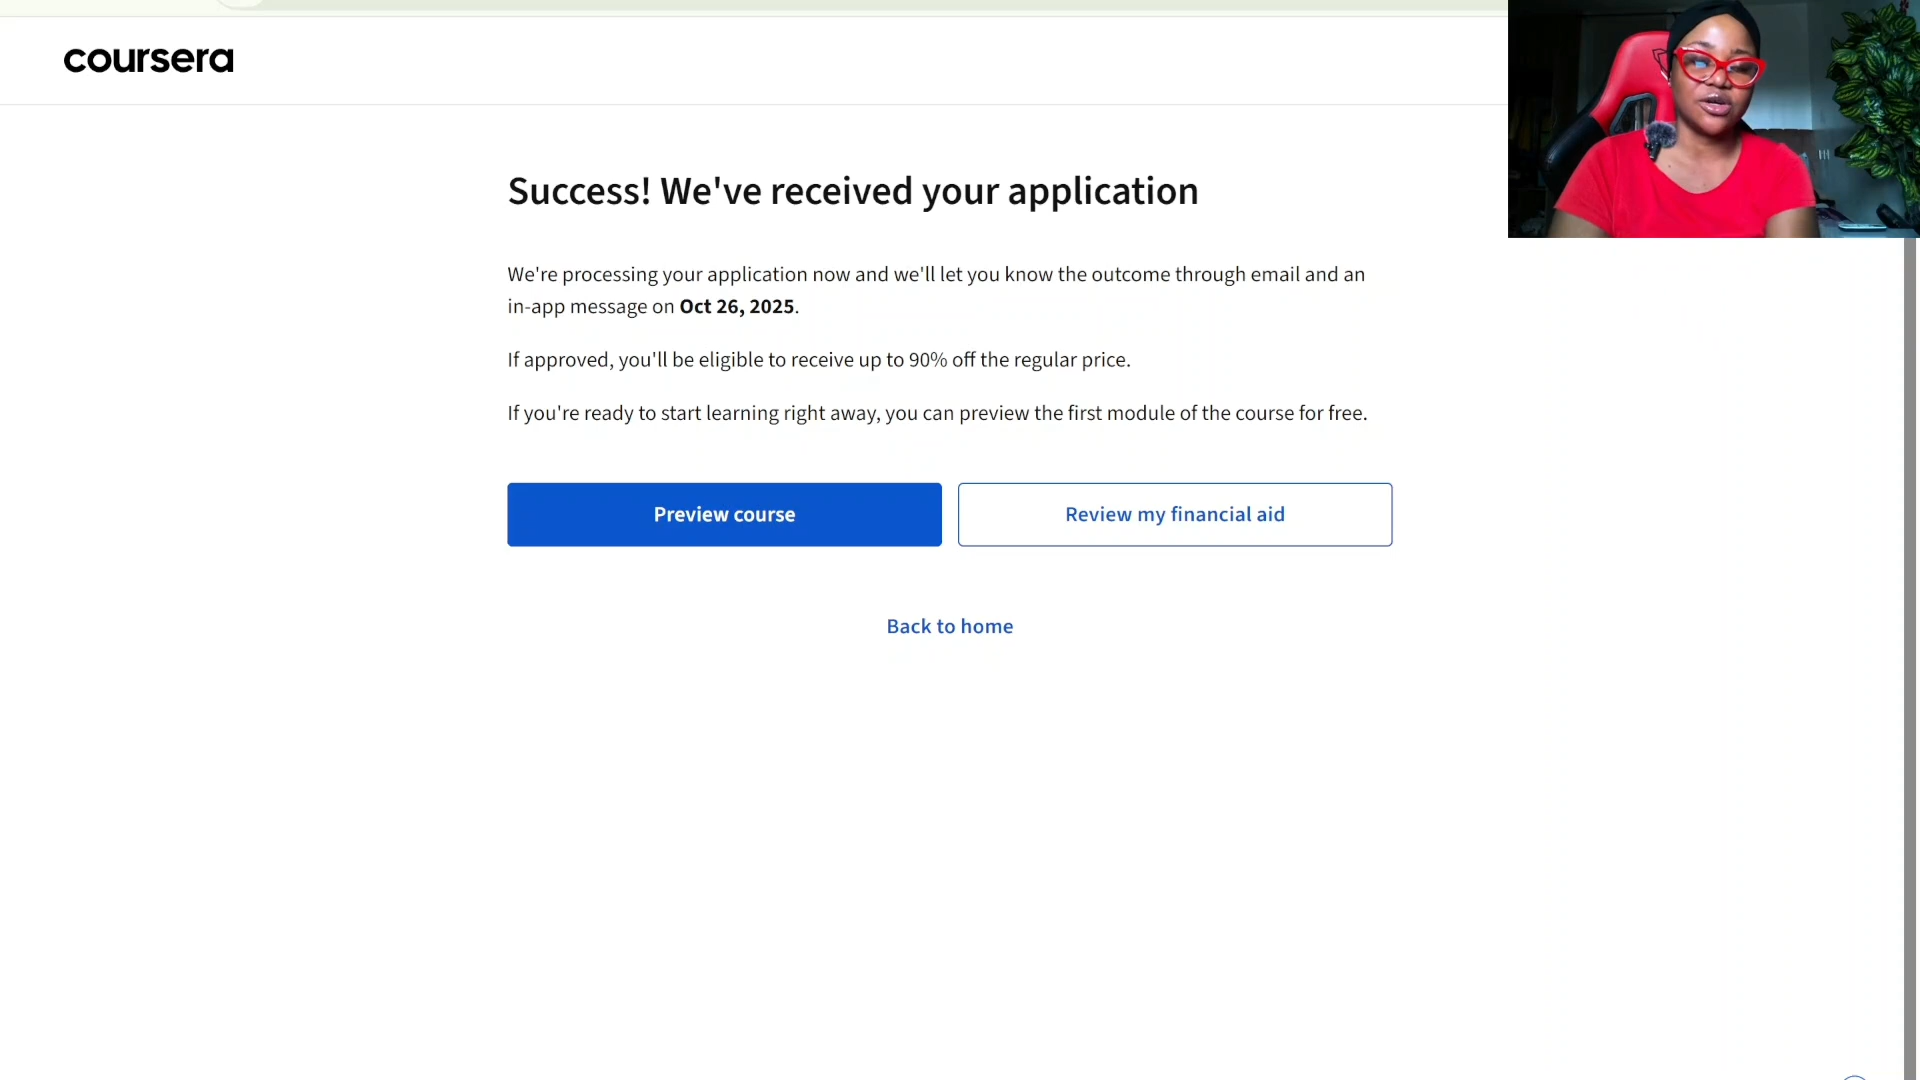 coursera
Success! We've received your application
We're processing your application now and we'll let you know the outcome through email and an
in-app message on Oct 26, 2025.
If approved, you'll be eligible to receive up to 90% off the regular price.
If you're ready to start learning right away, you can preview the first module of the course for free.
Preview course
Review my financial aid
Back to home